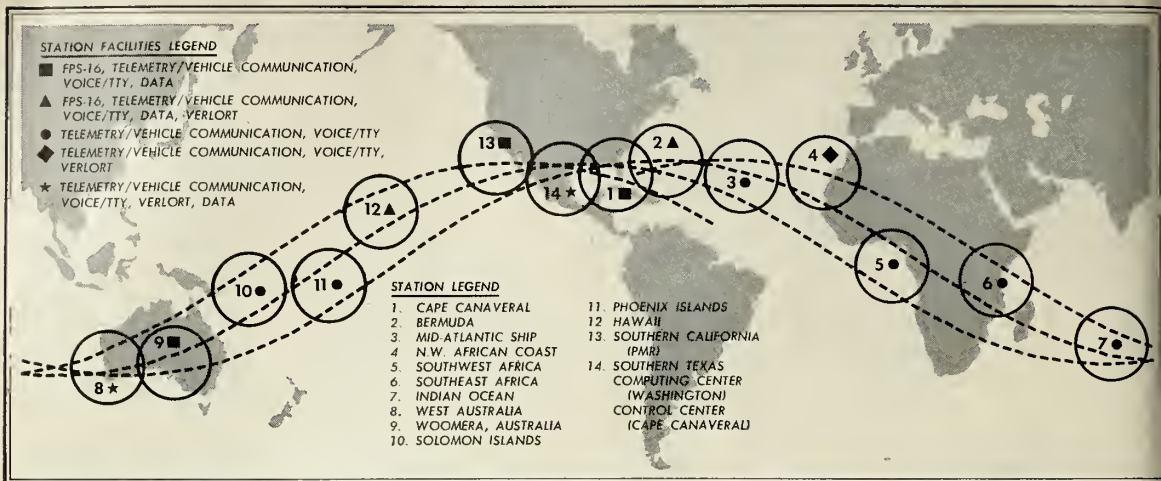 STATION FACILITIES LEGEND
■ FPS-16, TELEMETRY/VEHICLE COMMUNICATION,
VOICE/TTY, DATA
▲ FPS-16, TELEMETRY/VEHICLE COMMUNICATION,
VOICE/TTY, DATA, VERLORT
● TELEMETRY/VEHICLE COMMUNICATION, VOICE/TTY
◆ TELEMETRY/VEHICLE COMMUNICATION, VOICE/TTY,
VERLORT
★ TELEMETRY/VEHICLE COMMUNICATION,
VOICE/TTY, VERLORT, DATA
13 ■
2 ▲
4 ◆
14 ★
1 ■
3 ●
12 ▲
5 ●
10 ●
11 ●
6 ●
9 ■
7 ●
8 ★
STATION LEGEND
1. CAPE CANAVERAL
2. BERMUDA
3. MID-ATLANTIC SHIP
4 N.W. AFRICAN COAST
5. SOUTHWEST AFRICA
6. SOUTHEAST AFRICA
7. INDIAN OCEAN
8. WEST AUSTRALIA
9. WOOMERA, AUSTRALIA
10. SOLOMON ISLANDS
11. PHOENIX ISLANDS
12 HAWAII
13. SOUTHERN CALIFORNIA
(PMR)
14. SOUTHERN TEXAS
COMPUTING CENTER
(WASHINGTON)
CONTROL CENTER
(CAPE CANAVERAL)